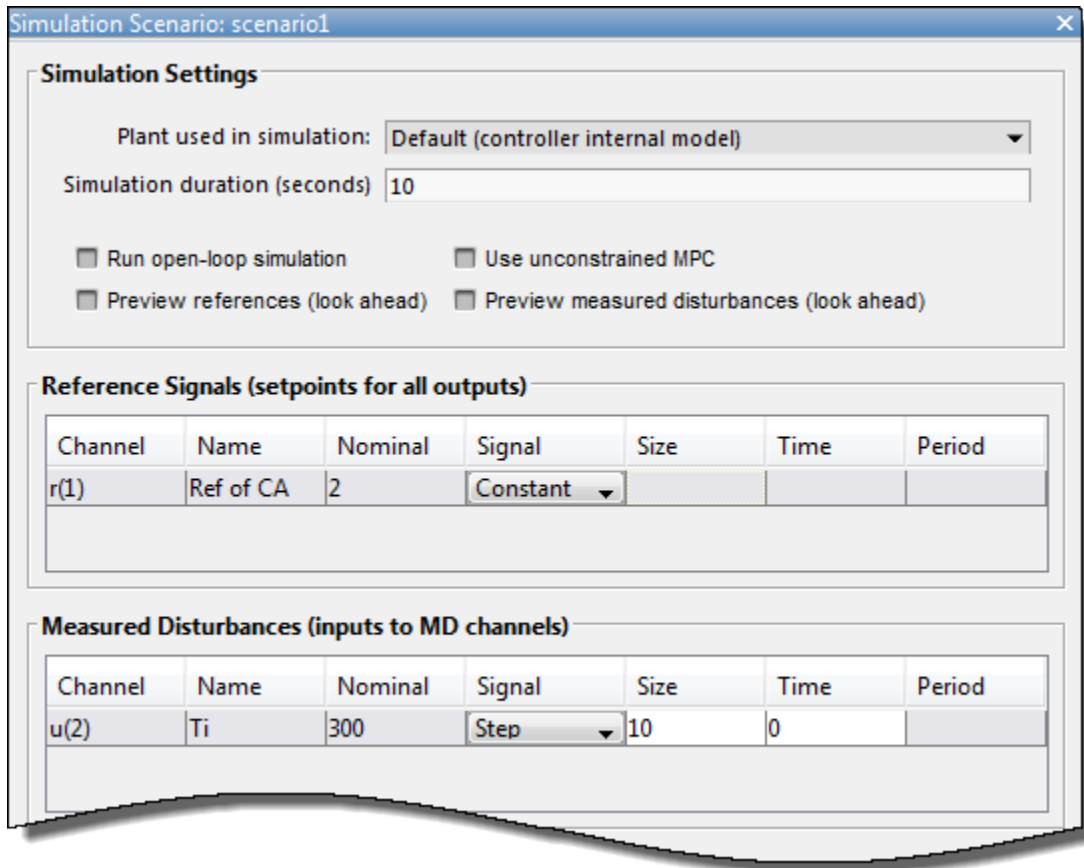 Simulation Scenario: scenario1
Simulation Settings
Plant used in simulation: Default (controller internal model)
Simulation duration (seconds) 10
Run open-loop simulation Use unconstrained MPC
Preview references (look ahead) Preview measured disturbances (look ahead)
Reference Signals (setpoints for all outputs)
Channel Name Nominal Signal Size Time Period
r(1) Ref of CA 2 Constant
Measured Disturbances (inputs to MD channels)
Channel Name Nominal Signal Size Time Period
u(2) Ti 300 Step 10 0